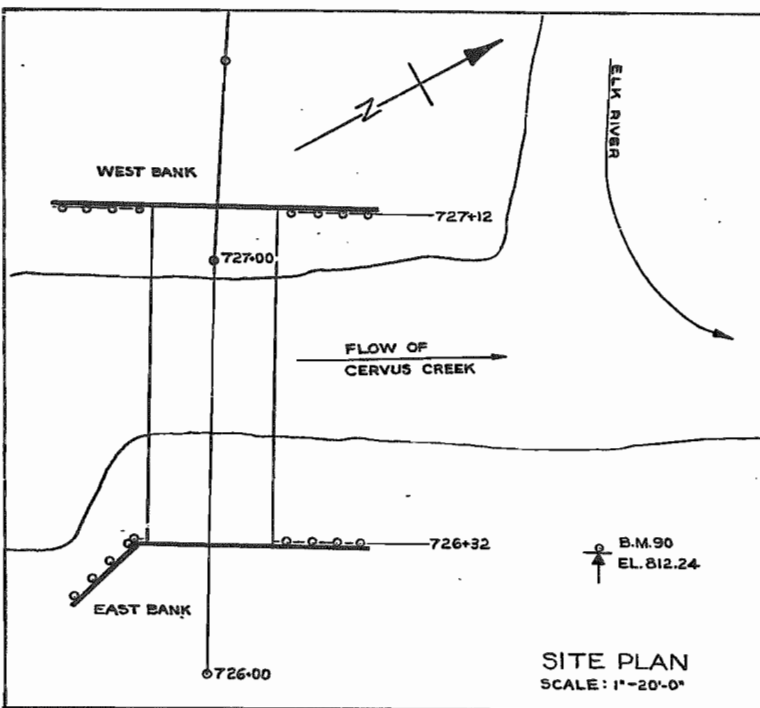 N
ELK RIVER
WEST BANK
727+12
727+00
FLOW OF
CERVUS CREEK
726+32
B.M.90
EL.812.24
EAST BANK
726+00
SITE PLAN
SCALE: 1"-20'-0"